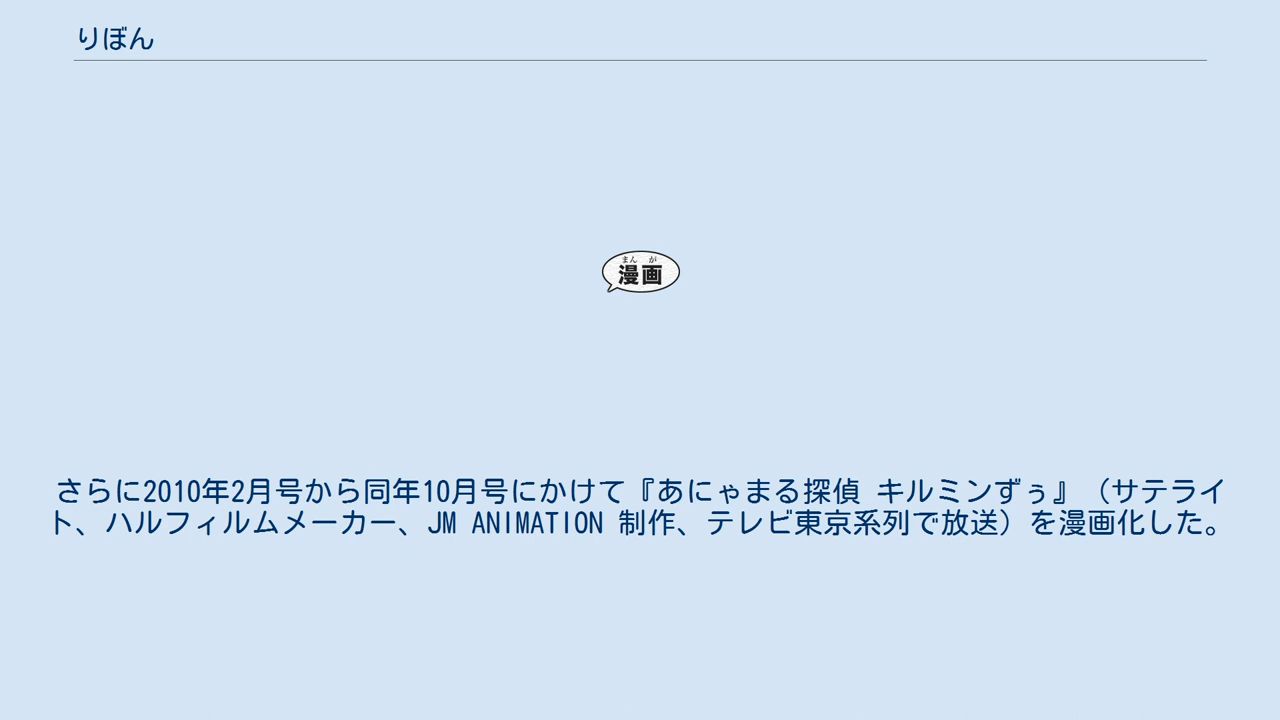 りぼん
まんが
漫画
さらに2010年2月号から同年10月号にかけて『あにゃまる探偵 キルミンずぅ』（サテライ
ト、ハルフィルムメーカー、JM ANIMATION 制作、テレビ東京系列で放送）を漫画化した。